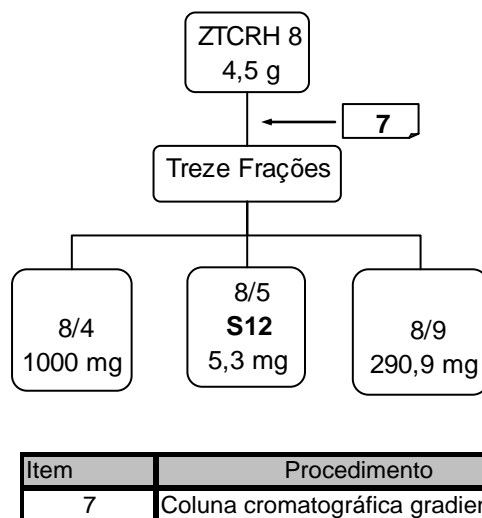 ZTCRH 8
4,5 g
7
Treze Frações
8/4
1000 mg
8/5
S12
5,3 mg
8/9
290,9 mg
Item Procedimento
7 Coluna cromatográfica